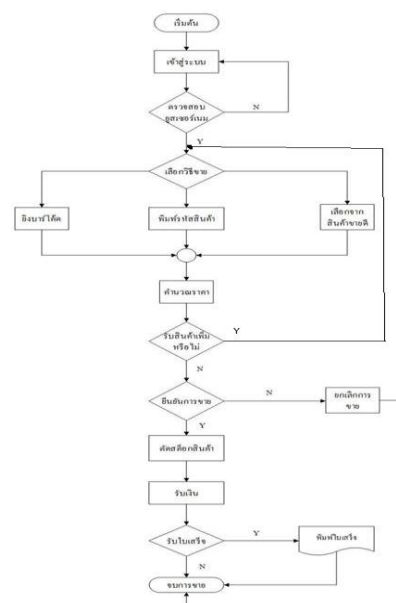 เริ่มต้น
เข้าสู่ระบบ
ตรวจสอบ
ยูสเซอร์เนม
N
Y
เลือกวิธีขาย
ยิงบาร์โค้ด
พิมพ์รหัสสินค้า
เลือกจาก
สินค้าขายดี
คำนวณราคา
รับสินค้าเพิ่ม
หรือไม่
Y
N
ยืนยันการขาย
N
ยกเลิกการ
ขาย
Y
ตัดสต๊อกสินค้า
รับเงิน
รับใบเสร็จ
Y
พิมพ์ใบเสร็จ
N
จบการขาย